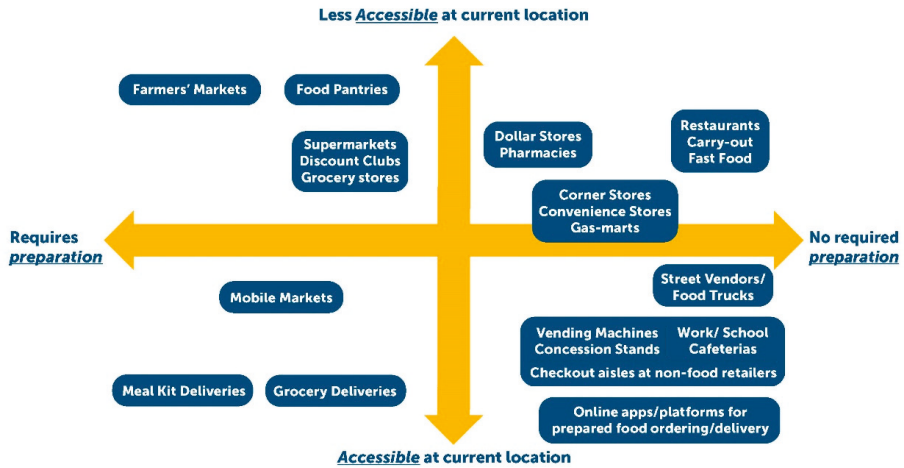 Less Accessible at current location
Farmers’ Markets
Food Pantries
Supermarkets
Discount Clubs
Grocery stores
Dollar Stores
Pharmacies
Restaurants
Carry-out
Fast Food
Corner Stores
Convenience Stores
Gas-marts
Requires
preparation
No required
preparation
Mobile Markets
Street Vendors/
Food Trucks
Vending Machines
Concession Stands
Work/ School
Cafeterias
Checkout aisles at non-food retailers
Meal Kit Deliveries
Grocery Deliveries
Online apps/platforms for
prepared food ordering/delivery
Accessible at current location